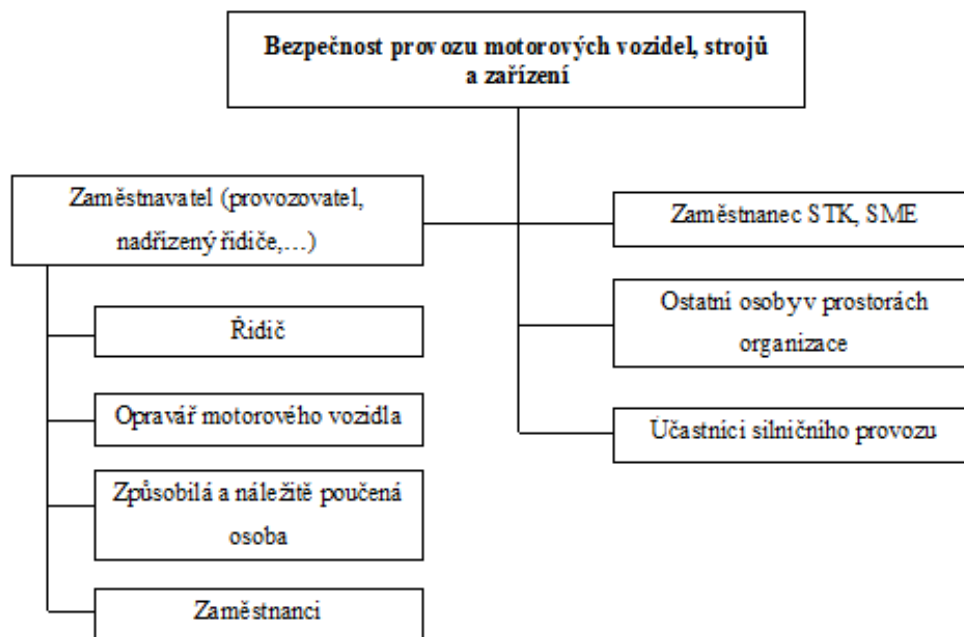 Bezpečnost provozu motorových vozidel, strojů
a zařízení
Zaměstnavatel (provozovatel,
nadřízený řidiče,…)
Řidič
Opravář motorového vozidla
Způsobilá a náležitě poučená
osoba
Zaměstnanci
Zaměstnanec STK, SME
Ostatní osoby v prostorách
organizace
Účastníci silničního provozu